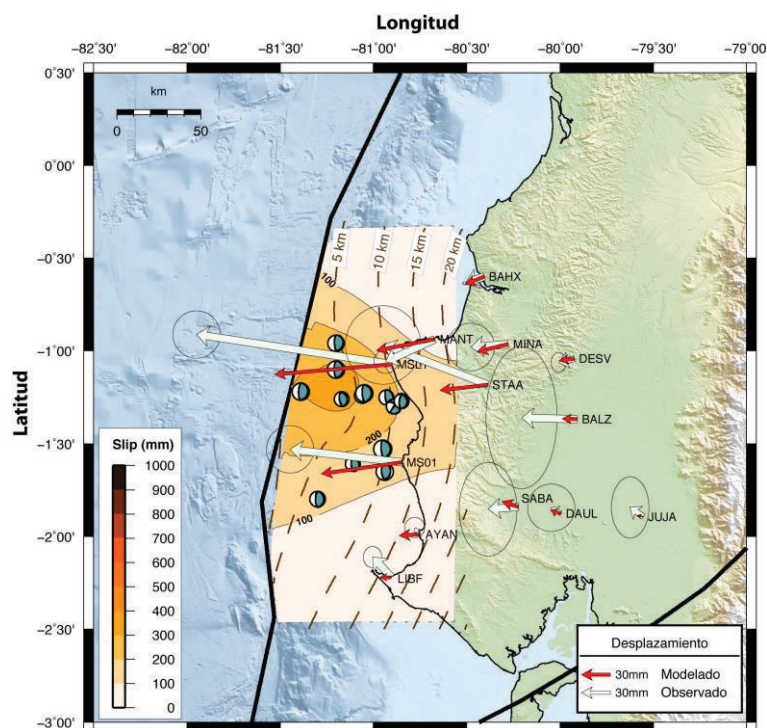 Longitud
−82°30' −82°00' −81°30' −81°00' −80°30' −80°00' −79°30' −79°00'
0°30'
km
0 50
0°00'
5 km
10 km
15 km
20 km
−0°30'
BAHX
100
MANT
MINA
−1°00'
DESV
STAA
Latitud
BALZ
200
−1°30'
MS01
Slip (mm)
1000
900
800
700
600
500
400
300
200
100
0
100
SABA
DAUL
JUJA
−2°00'
AYAN
LIBF
−2°30'
Desplazamiento
30mm Modelado
30mm Observado
−3°00'